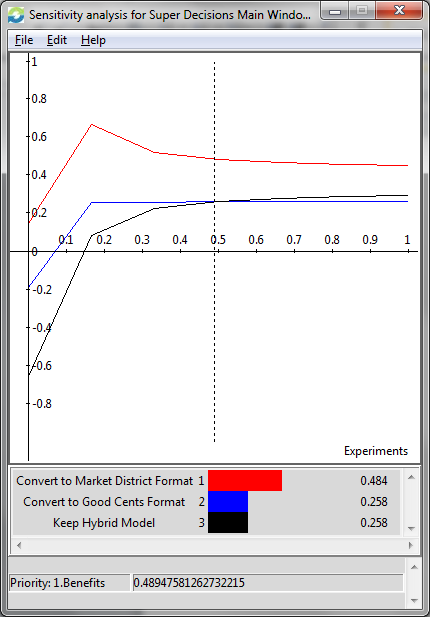 Sensitivity analysis for Super Decisions Main Windo...
File Edit Help
1
0.8
0.6
0.4
0.2
0
0.1 0.2 0.3 0.4 0.5 0.6 0.7 0.8 0.9 1
-0.2
-0.4
-0.6
-0.8
Experiments
Convert to Market District Format 1 0.484
Convert to Good Cents Format 2 0.258
Keep Hybrid Model 3 0.258
Priority: 1.Benefits 0.48947581262732215